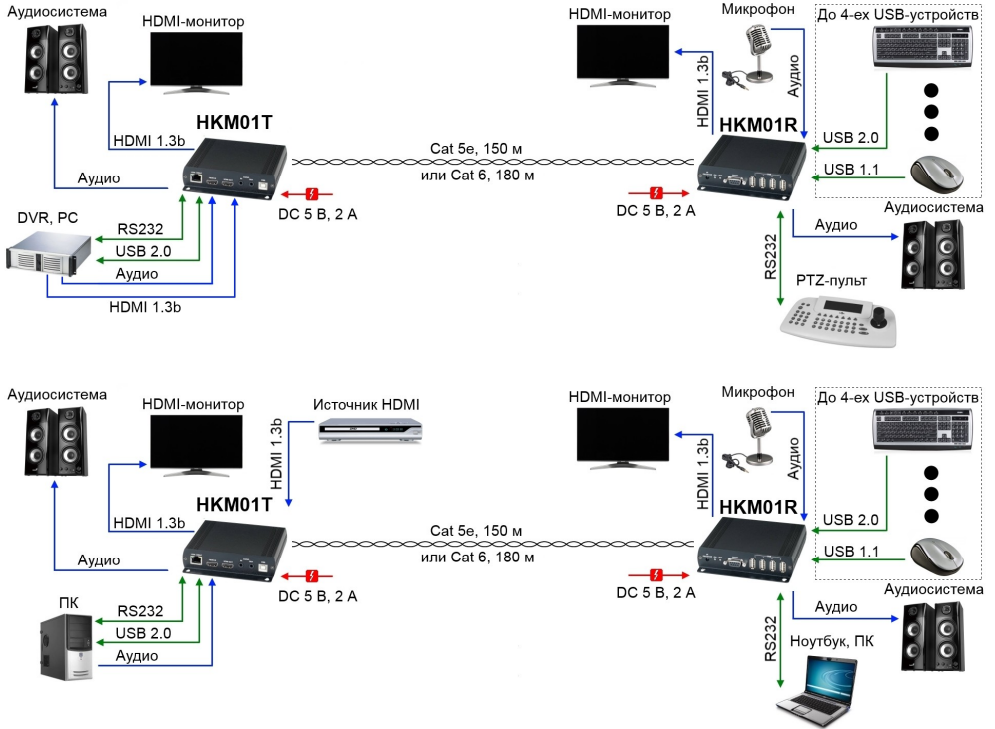 Аудиосистема
HDMI-монитор
HDMI-монитор
Микрофон
До 4-ех USB-устройств
HDMI 1.3b
Аудио
HKM01T
HKM01R
HDMI 1.3b
USB 2.0
Cat 5e, 150 м
или Cat 6, 180 м
USB 1.1
Аудио
DC 5 В, 2 А
DC 5 В, 2 А
Аудиосистема
DVR, PC
RS232
USB 2.0
Аудио
HDMI 1.3b
Аудио
RS232
PTZ-пульт
Аудиосистема
HDMI-монитор
Источник HDMI
HDMI-монитор
Микрофон
До 4-ех USB-устройств
HDMI 1.3b
HDMI 1.3b
Аудио
HKM01T
HKM01R
HDMI 1.3b
USB 2.0
Cat 5e, 150 м
или Cat 6, 180 м
USB 1.1
Аудио
DC 5 В, 2 А
DC 5 В, 2 А
Аудиосистема
ПК
RS232
USB 2.0
Аудио
Аудио
RS232
Ноутбук, ПК